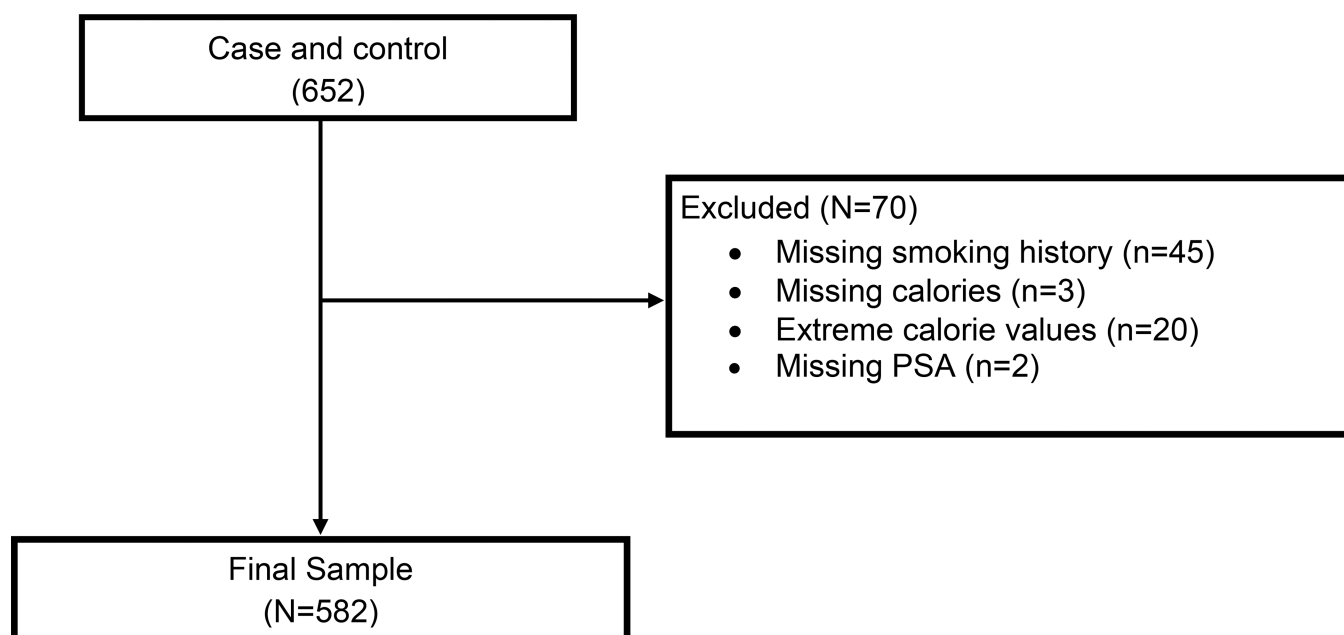 Case and control
(652)
Excluded (N=70)
• Missing smoking history (n=45)
• Missing calories (n=3)
• Extreme calorie values (n=20)
• Missing PSA (n=2)
Final Sample
(N=582)